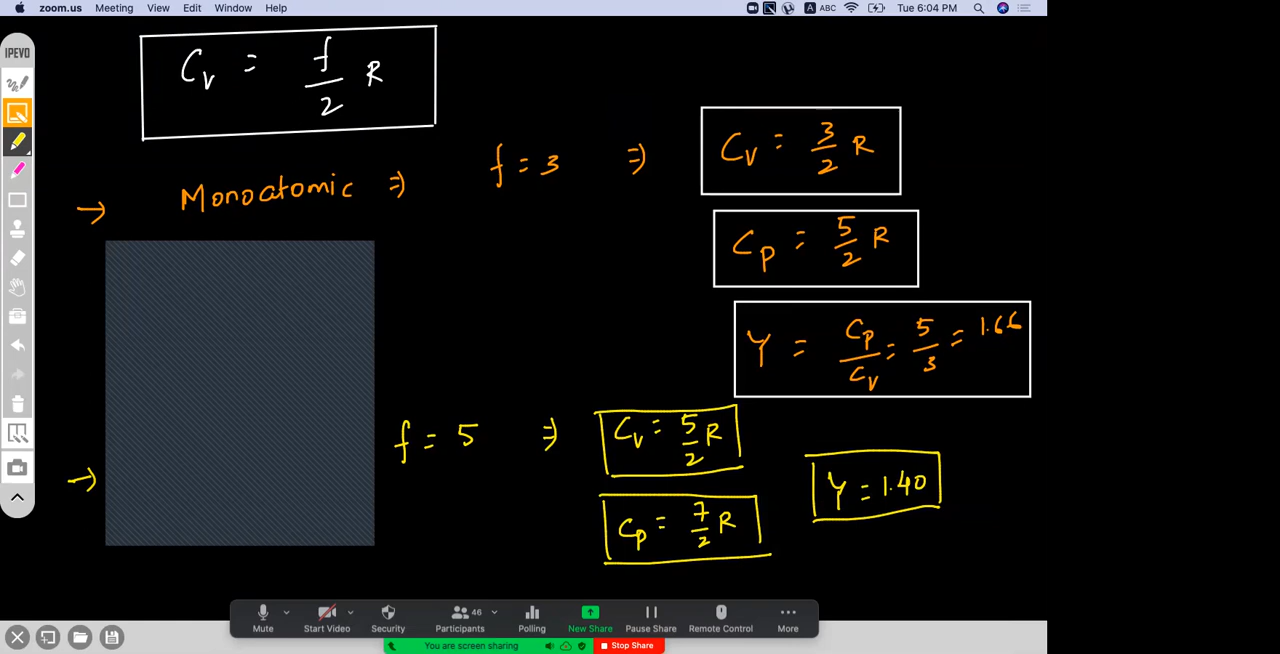 zoom.us Meeting View Edit Window Help
A ABC Tue 6:04 PM
IPEVO
Cv = f/2 R
→ Monoatomic ⇒ f = 3 ⇒ Cv = 3/2 R
Cp = 5/2 R
γ = Cp/Cv = 5/3 = 1.66
→ f = 5 ⇒ Cv = 5/2 R
γ = 1.40
Cp = 7/2 R
46
Mute Start Video Security Participants Polling New Share Pause Share Remote Control More
You are screen sharing Stop Share